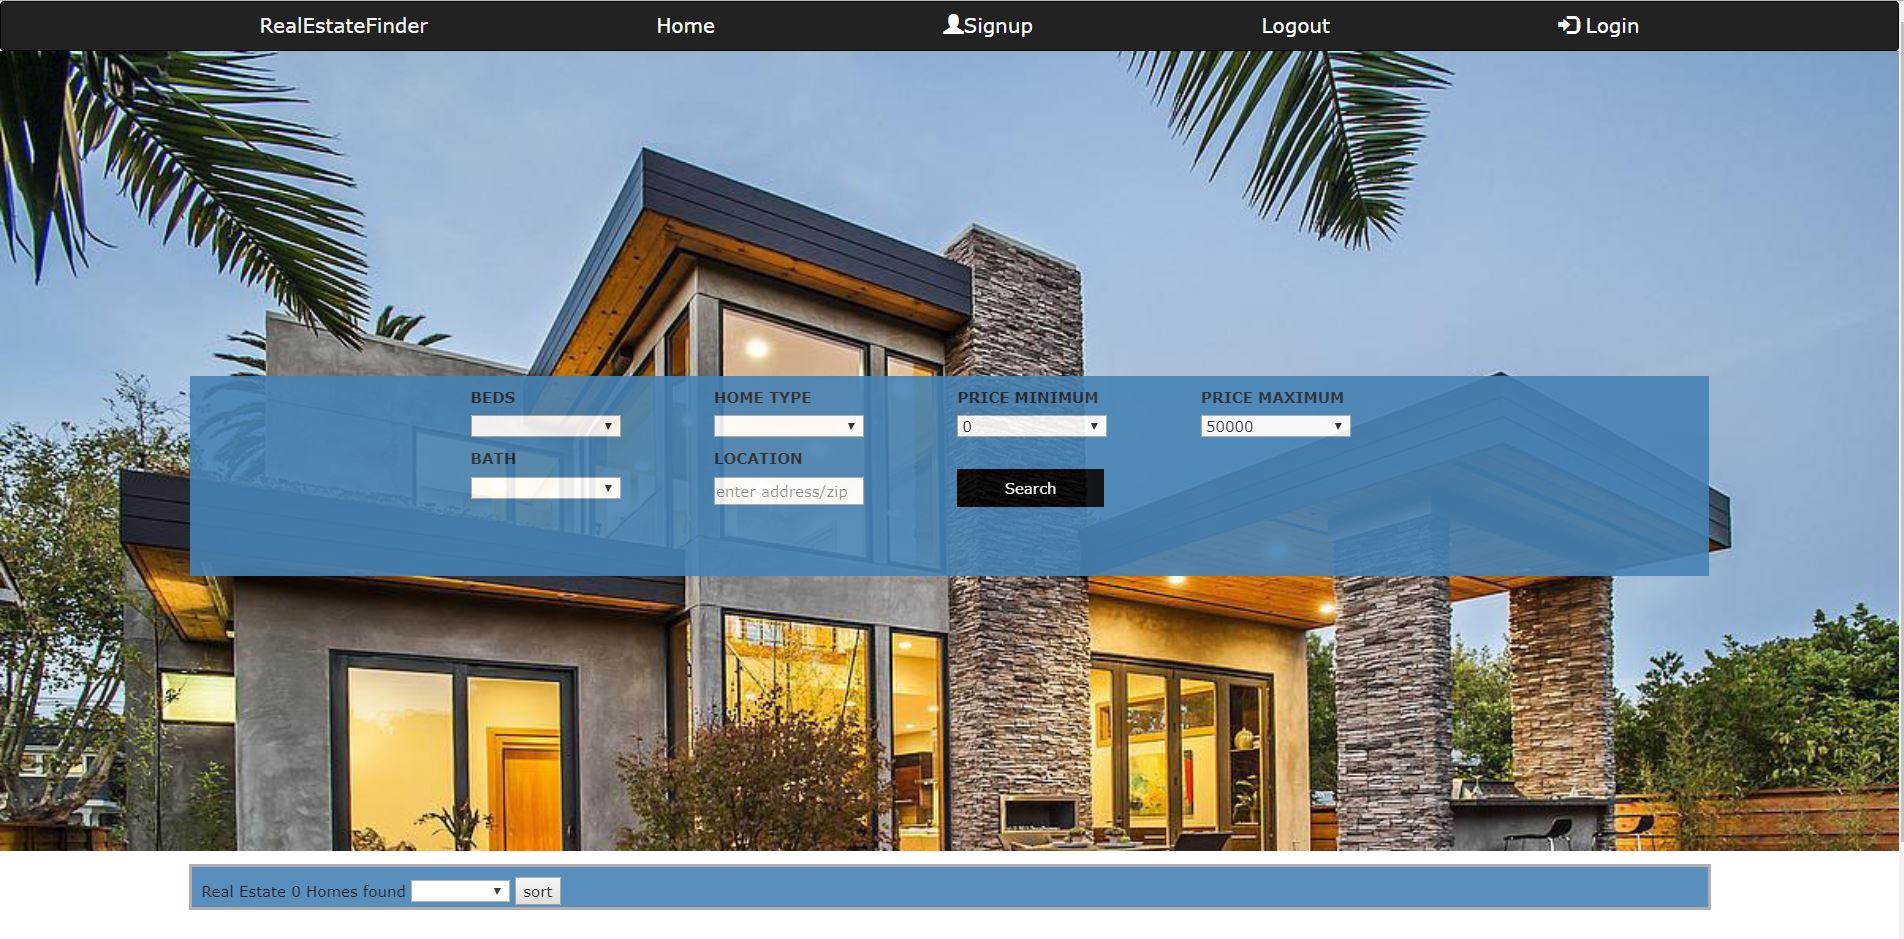 RealEstateFinder Home Signup Logout Login
BEDS HOME TYPE PRICE MINIMUM PRICE MAXIMUM
0 50000
BATH LOCATION
enter address/zip Search
Real Estate 0 Homes found sort